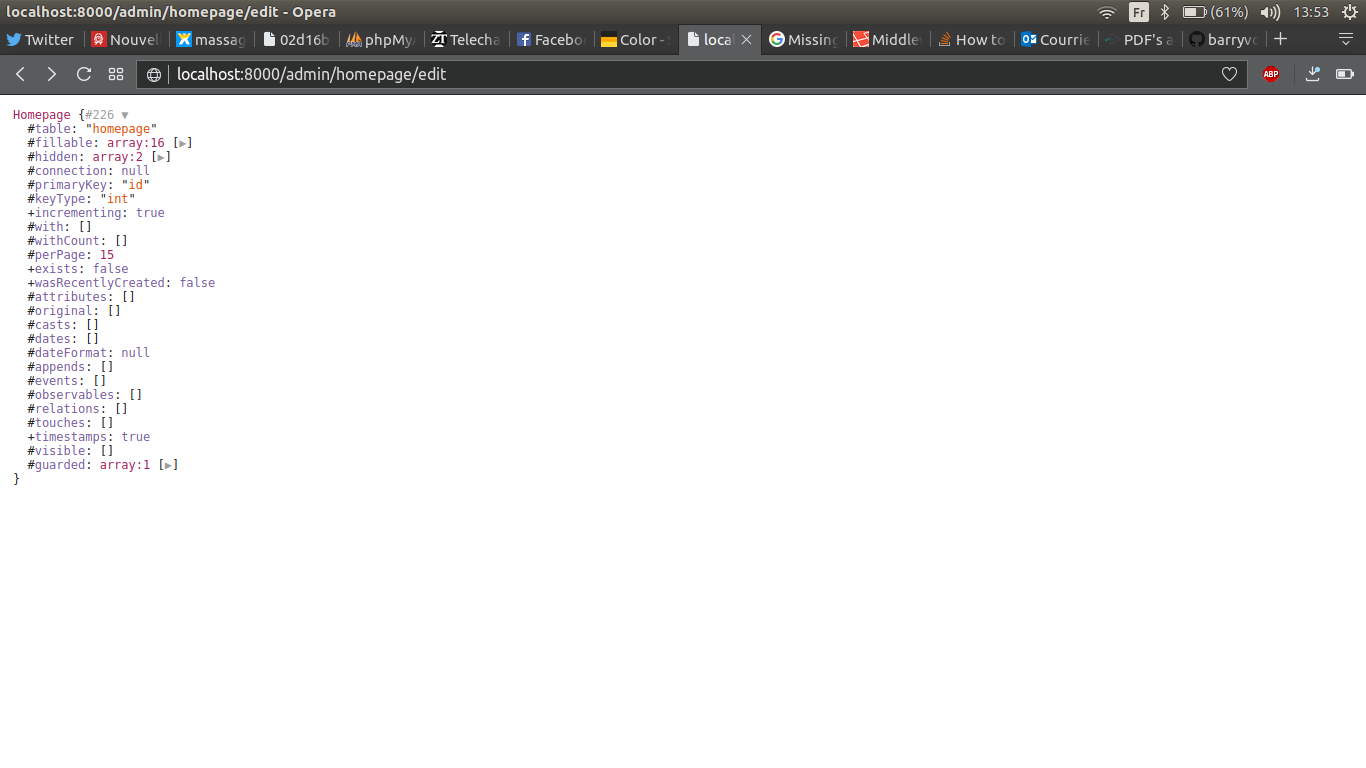 localhost:8000/admin/homepage/edit - Opera
Fr (61%) 13:53
Twitter Nouvel massag 02d16b phpMyA Telecha Facebo Color - loca Missing Middle How to Courrie PDF's a barryv
localhost:8000/admin/homepage/edit ABP
Homepage {#226 ▼
#table: "homepage"
#fillable: array:16 [▶]
#hidden: array:2 [▶]
#connection: null
#primaryKey: "id"
#keyType: "int"
+incrementing: true
#with: []
#withCount: []
#perPage: 15
+exists: false
+wasRecentlyCreated: false
#attributes: []
#original: []
#casts: []
#dates: []
#dateFormat: null
#appends: []
#events: []
#observables: []
#relations: []
#touches: []
+timestamps: true
#visible: []
#guarded: array:1 [▶]
}